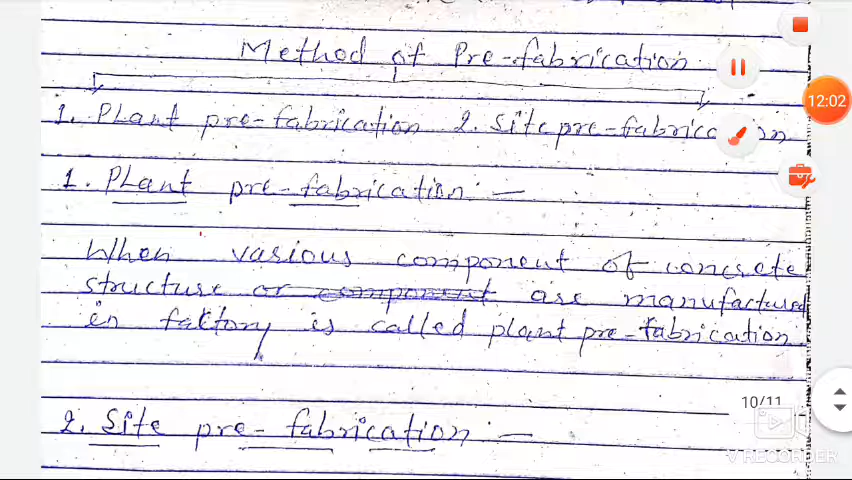 Method of Pre-fabrication
1. Plant pre-fabrication 2. Site pre-fabrication
12:02
1. Plant pre-fabrication :-
When various component of concrete
structure or component are manufactured
in factory is called plant pre-fabrication.
10/11
2. Site pre-fabrication :-
V RECORDER